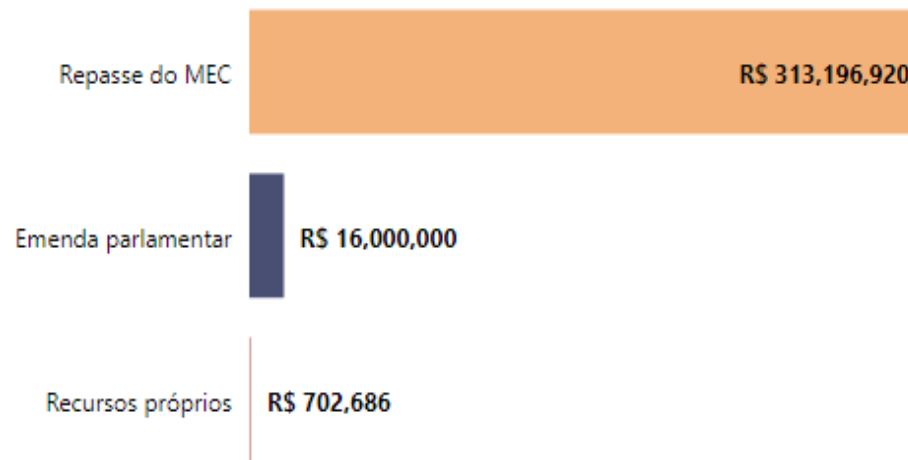 Repasse do MEC R$ 313,196,920
Emenda parlamentar R$ 16,000,000
Recursos próprios R$ 702,686